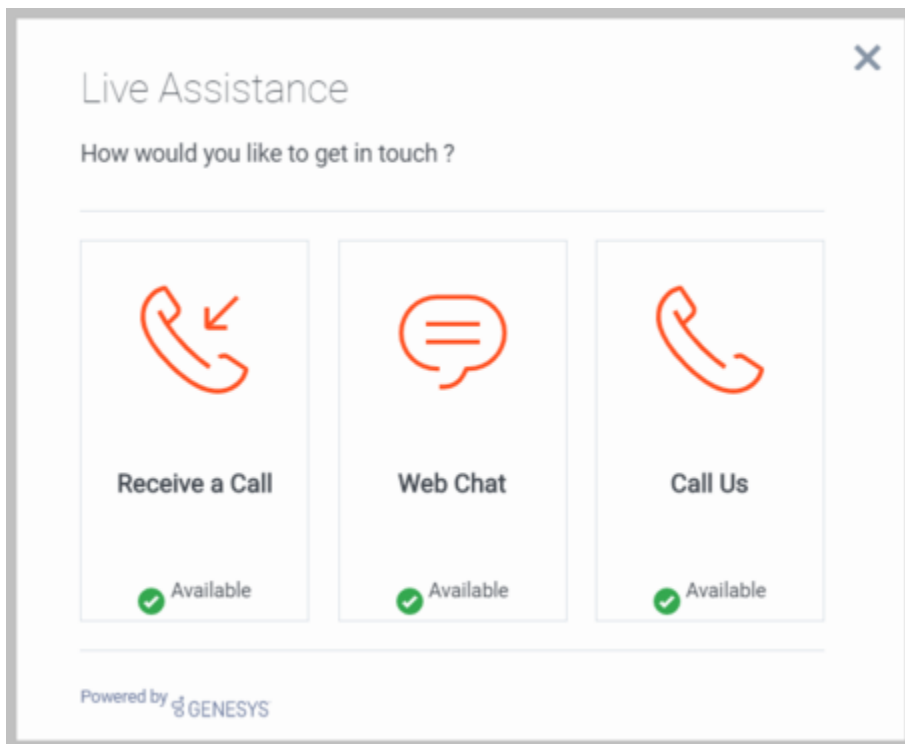 Live Assistance
How would you like to get in touch ?
Receive a Call
Web Chat
Call Us
Available
Available
Available
Powered by GENESYS